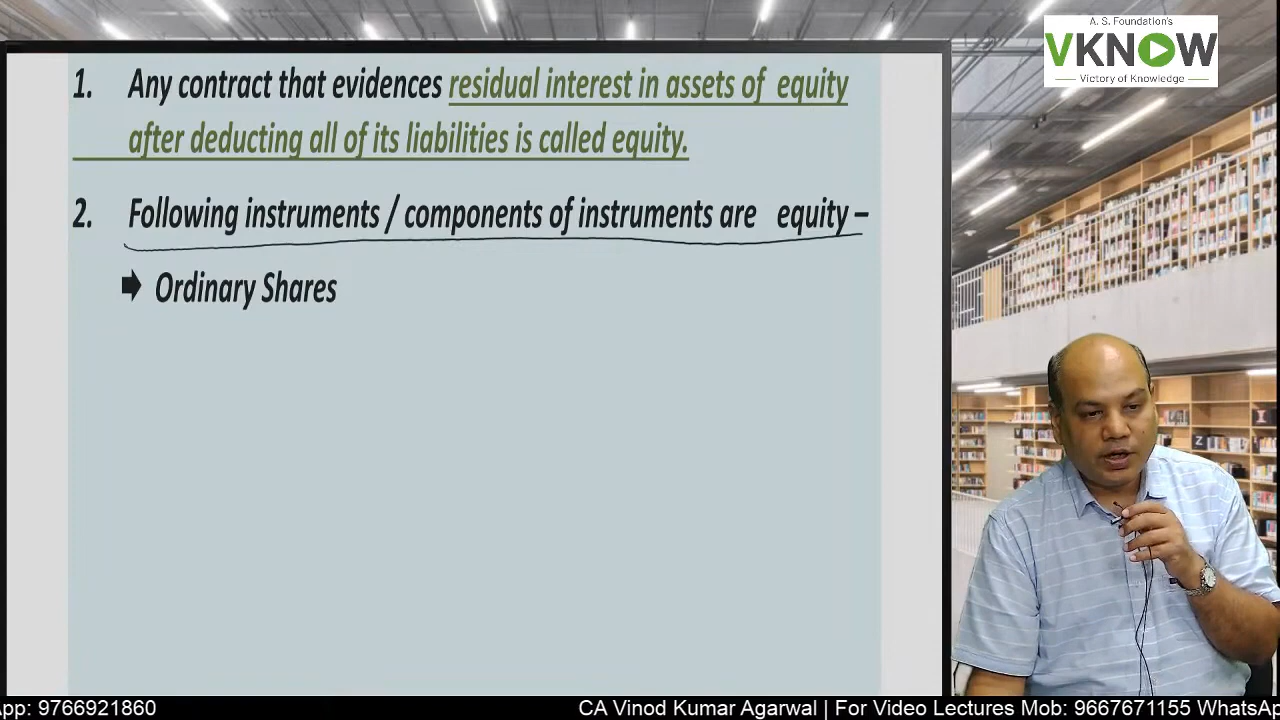 A. S. Foundation's
VKNOW
Victory of Knowledge
1. Any contract that evidences residual interest in assets of equity
after deducting all of its liabilities is called equity.
2. Following instruments / components of instruments are equity –
Ordinary Shares
App: 9766921860 CA Vinod Kumar Agarwal | For Video Lectures Mob: 9667671155 WhatsAp